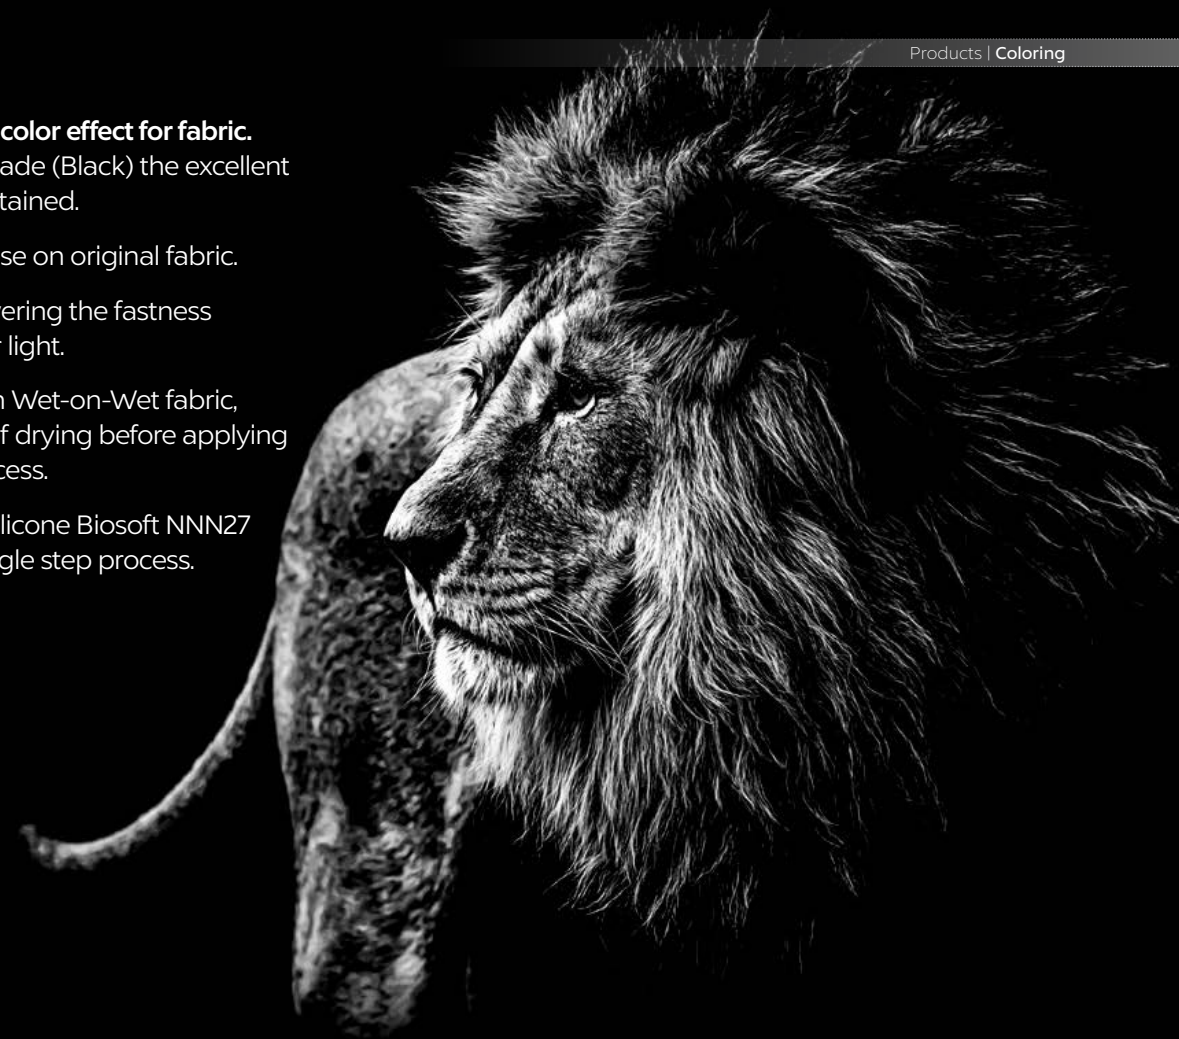 Products | Coloring
color effect for fabric.
ade (Black) the excellent
tained.
se on original fabric.
ering the fastness
light.
Wet-on-Wet fabric,
f drying before applying
cess.
licone Biosoft NNN27
gle step process.